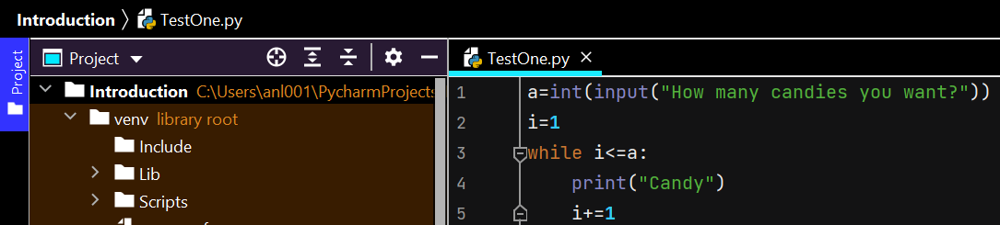 Introduction 〉 TestOne.py
Project
Project
TestOne.py ×
Introduction C:\Users\anl001\PycharmProjects
venv library root
Include
Lib
Scripts
1 a=int(input("How many candies you want?"))
2 i=1
3 while i<=a:
4 print("Candy")
5 i+=1